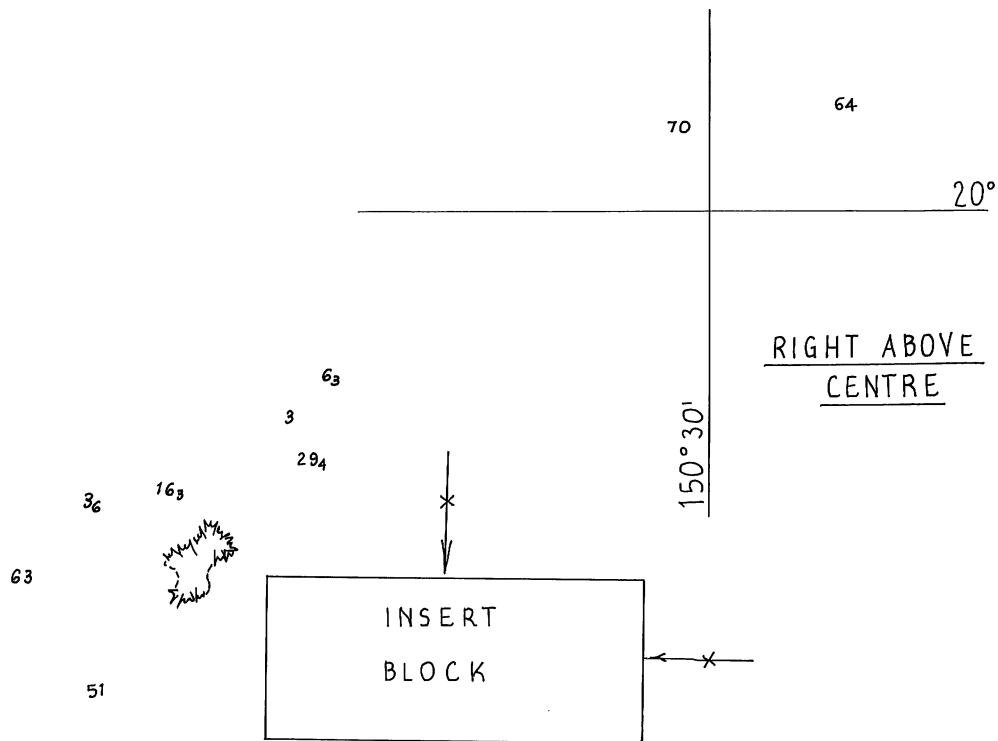 64
70
20°
RIGHT ABOVE
CENTRE
150° 30'
6₃
3
29₄
16₃
3₆
63
INSERT
BLOCK
51